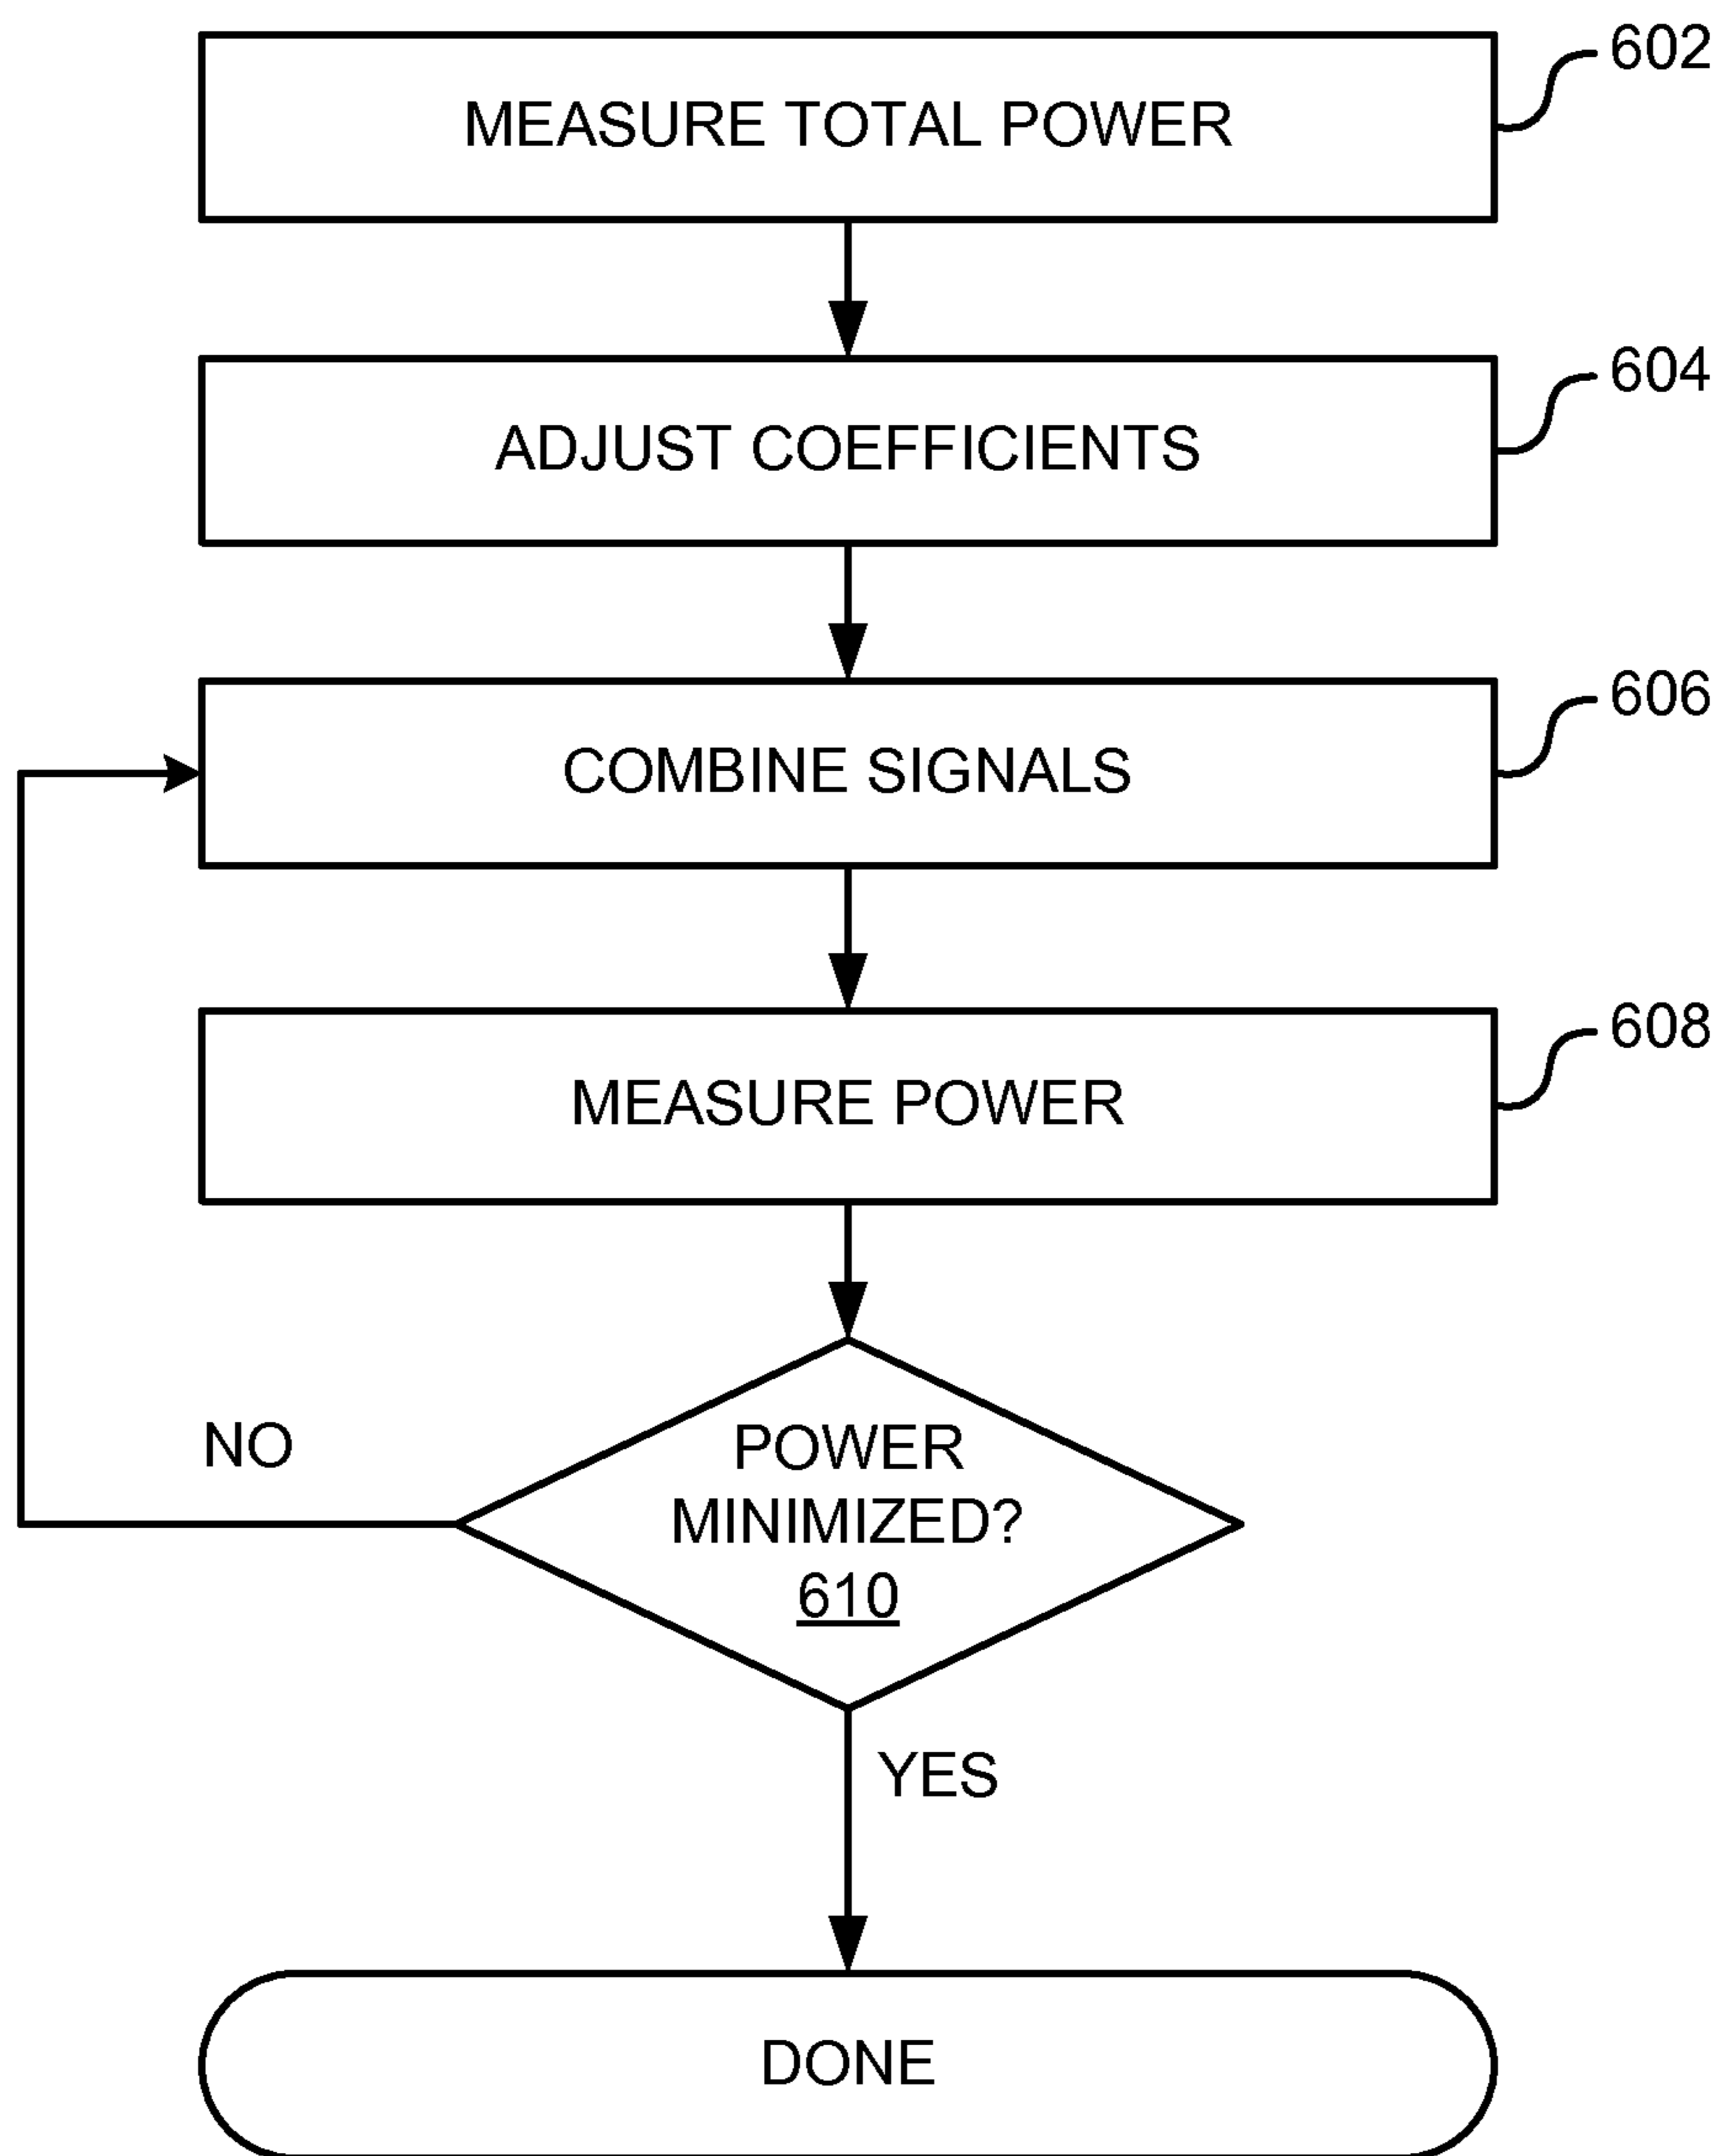 602
MEASURE TOTAL POWER
604
ADJUST COEFFICIENTS
606
COMBINE SIGNALS
608
MEASURE POWER
NO
POWER
MINIMIZED?
610
YES
DONE